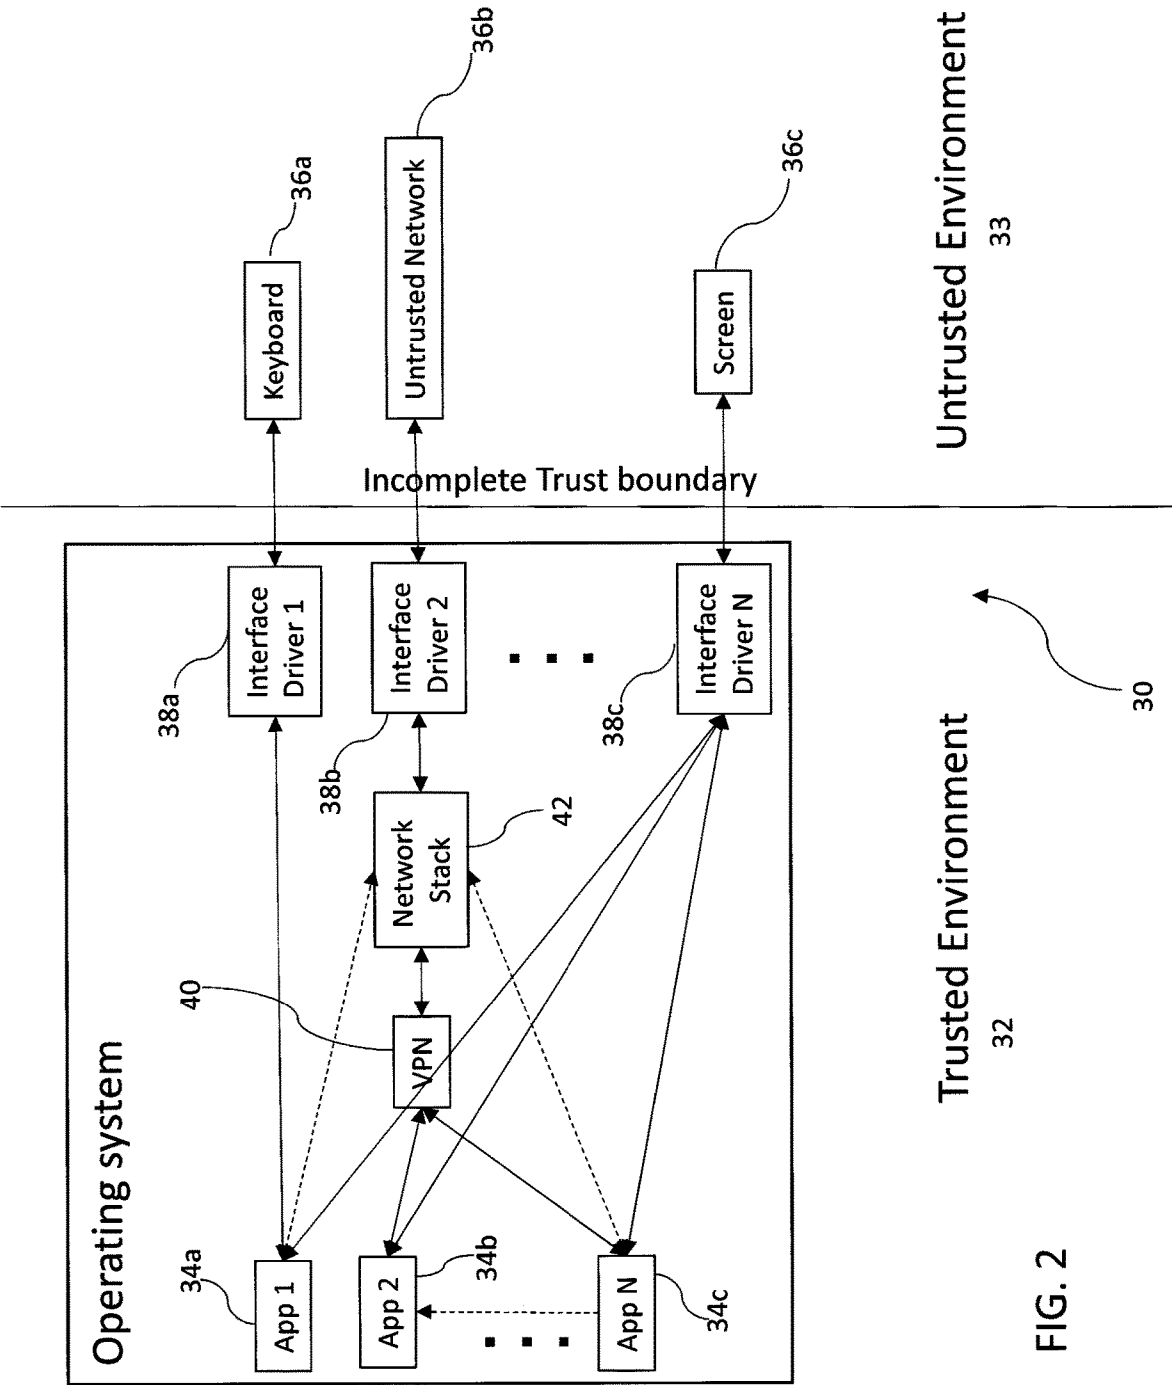 Operating system
34a
App 1
34b
App 2
34c
App N
40
VPN
42
Network
Stack
38a
Interface
Driver 1
38b
Interface
Driver 2
38c
Interface
Driver N
Incomplete Trust boundary
Keyboard
36a
Untrusted Network
36b
Screen
36c
Trusted Environment
32
Untrusted Environment
33
30
FIG. 2